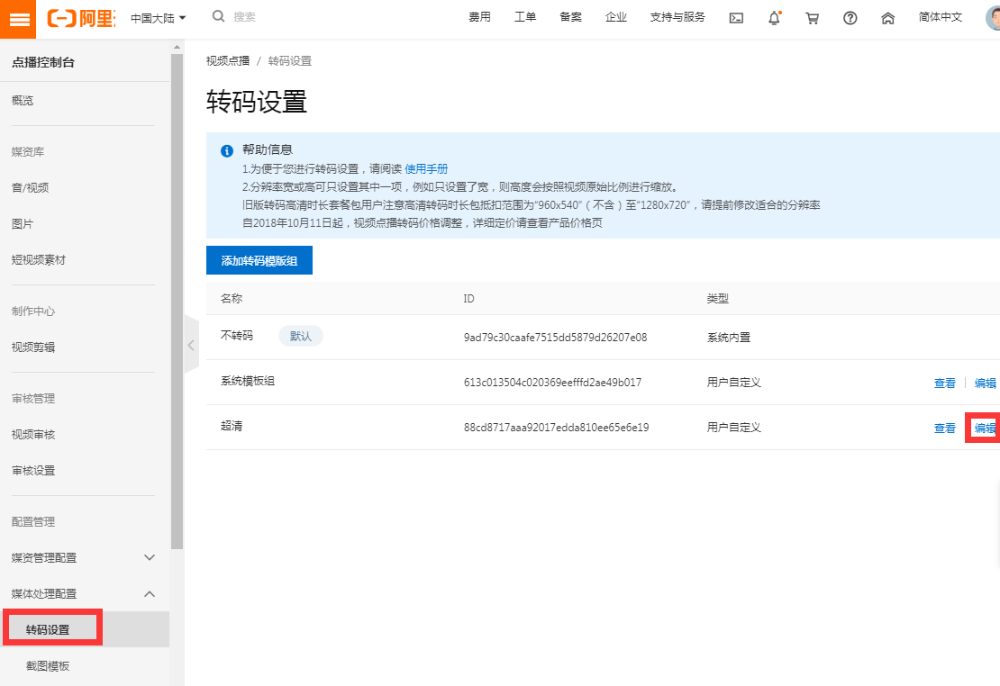 阿里
中国大陆
搜索
费用
工单
备案
企业
支持与服务
简体中文
点播控制台
概览
媒资库
音/视频
图片
短视频素材
制作中心
视频剪辑
审核管理
视频审核
审核设置
配置管理
媒资管理配置
媒体处理配置
转码设置
截图模板
视频点播 / 转码设置
转码设置
帮助信息
1.为便于您进行转码设置，请阅读 使用手册
2.分辨率宽或高可只设置其中一项，例如只设置了宽，则高度会按照视频原始比例进行缩放。
旧版转码高清时长套餐包用户注意高清转码时长包抵扣范围为“960x540”（不含）至“1280x720”，请提前修改适合的分辨率
自2018年10月11日起，视频点播转码价格调整，详细定价请查看产品价格页
添加转码模版组
名称 ID 类型
不转码 默认 9ad79c30caafe7515dd5879d26207e08 系统内置
系统模板组 613c013504c020369eefffd2ae49b017 用户自定义 查看 编辑
超清 88cd8717aaa92017edda810ee65e6e19 用户自定义 查看 编辑